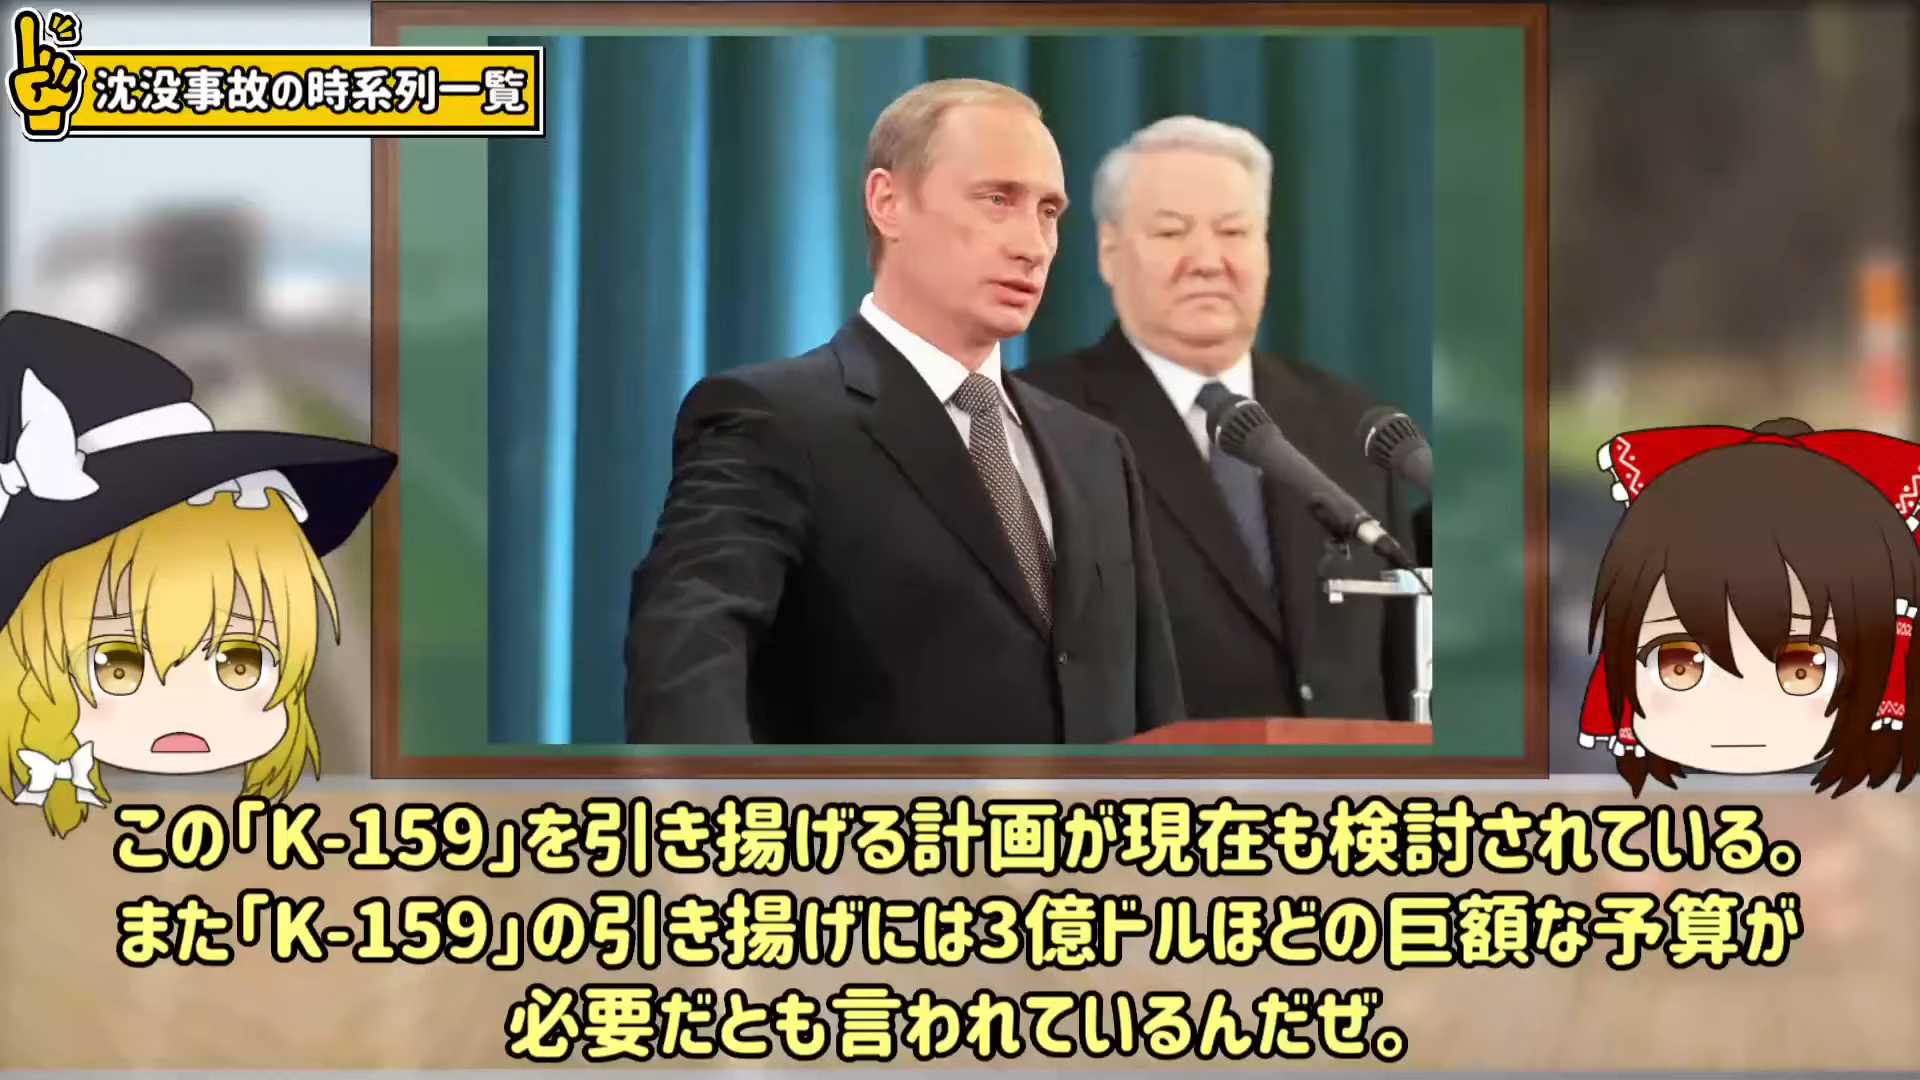 沈没事故の時系列一覧
この「K-159」を引き揚げる計画が現在も検討されている。
また「K-159」の引き揚げには3億ドルほどの巨額な予算が
必要だとも言われているんだぜ。